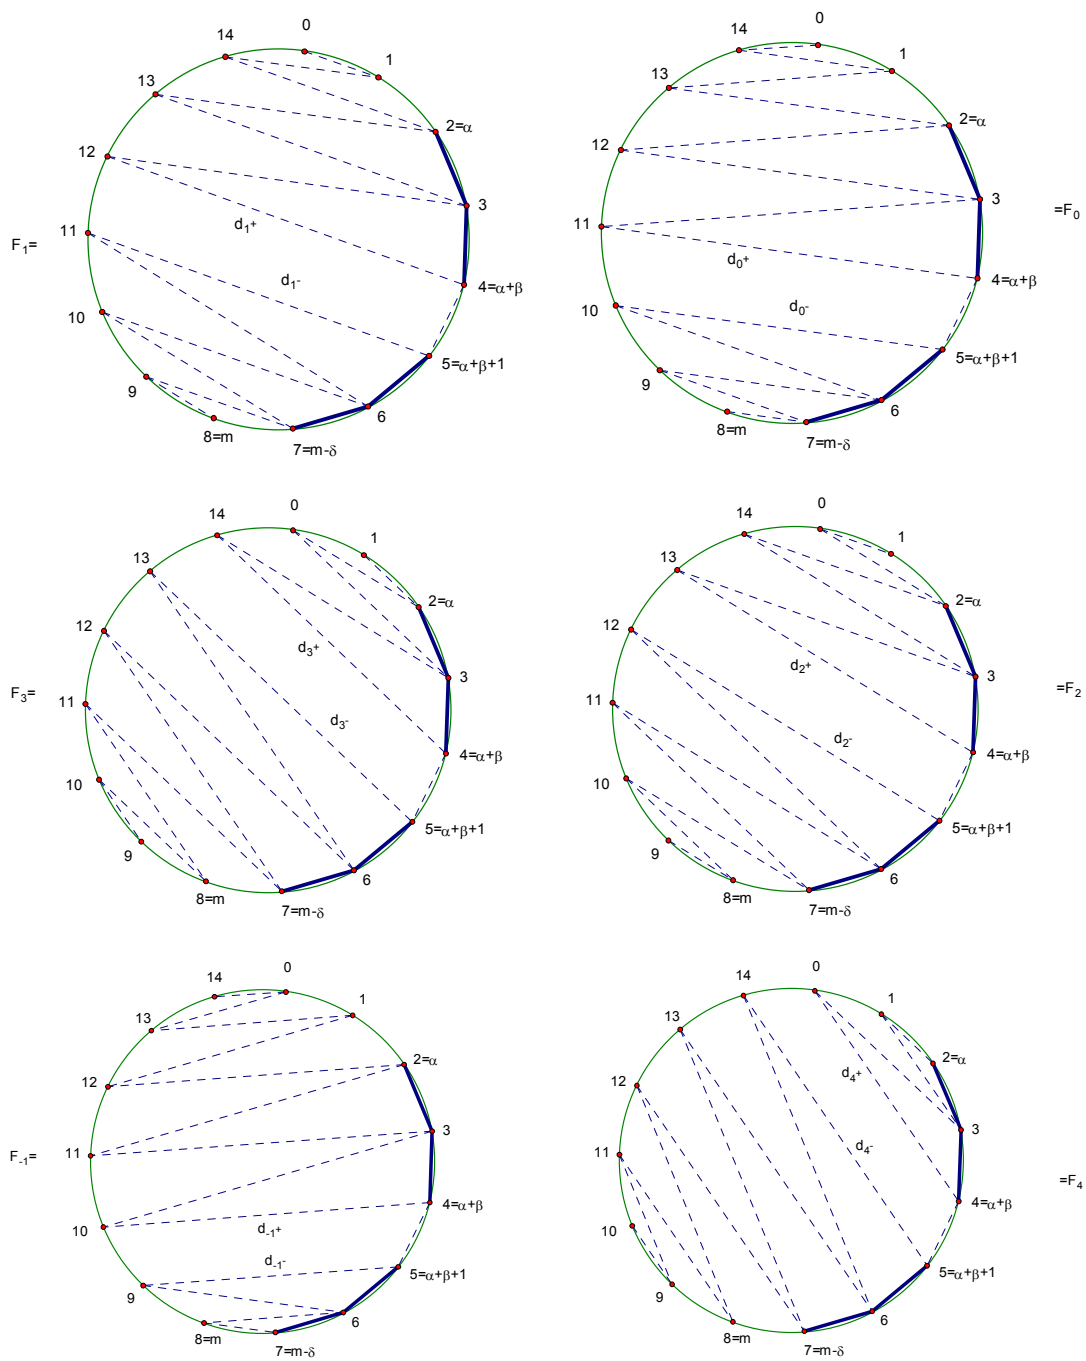 14
0
1
13
2=α
12
3
d₁+
11
F₁=
d₁-
4=α+β
10
5=α+β+1
9
6
8=m
7=m-δ
14
0
1
13
2=α
12
3
=F₀
11
d₀+
4=α+β
10
d₀-
5=α+β+1
9
6
8=m
7=m-δ
0
14
1
13
2=α
12
d₃+
3
F₃=
11
d₃-
4=α+β
10
5=α+β+1
9
6
8=m
7=m-δ
0
14
1
13
2=α
12
d₂+
3
=F₂
11
d₂-
4=α+β
10
5=α+β+1
9
6
8=m
7=m-δ
0
14
1
13
2=α
12
3
F₋₁=
11
4=α+β
10
d₋₁+
d₋₁-
5=α+β+1
9
6
8=m
7=m-δ
0
14
1
13
2=α
12
d₄+
3
11
d₄-
=F₄
4=α+β
10
5=α+β+1
9
6
8=m
7=m-δ